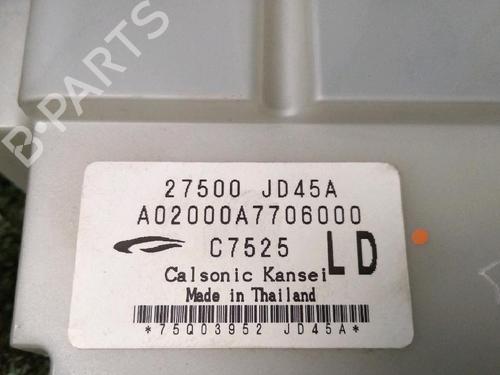 B-PARTS
27500 JD45A
A02000A7706000
C7525 LD
Calsonic Kansei
Made in Thailand
*75Q03952 JD45A*